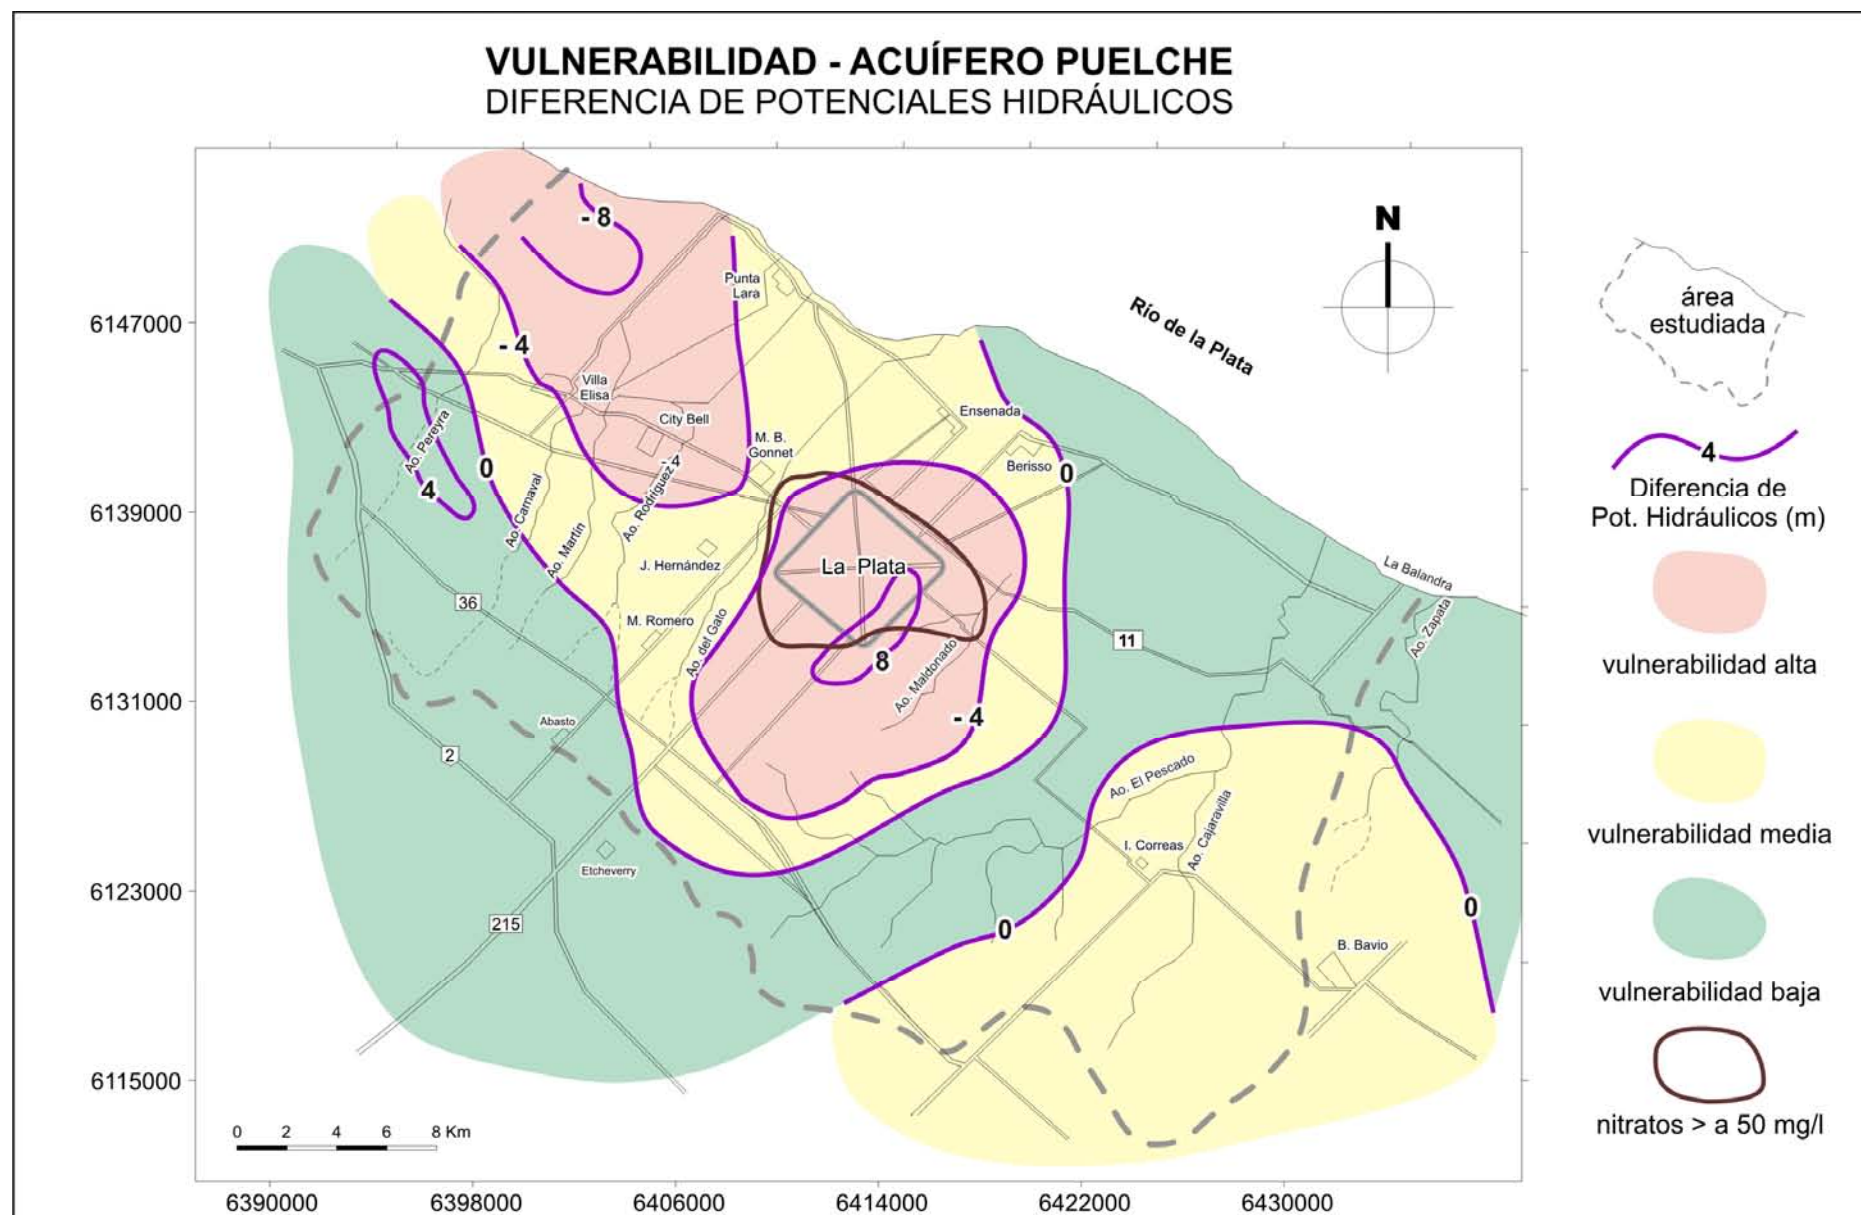 VULNERABILIDAD - ACUÍFERO PUELCHE
DIFERENCIA DE POTENCIALES HIDRÁULICOS
N
Río de la Plata
- 8
Punta
Lara
- 4
Villa
Elisa
City Bell
M. B.
Gonnet
Ensenada
Berisso
0
4
0
4
Ao. Pereyra
Ao. Carnaval
Ao. Martín
Ao. Rodríguez
J. Hernández
La Plata
M. Romero
Ao. del Gato
8
Ao. Maldonado
- 4
36
11
La Balandra
Ao. Zapata
Abasto
2
Etcheverry
215
Ao. El Pescado
Ao. Cajaravilla
I. Correas
0
0
B. Bavio
6147000
6139000
6131000
6123000
6115000
0 2 4 6 8 Km
6390000 6398000 6406000 6414000 6422000 6430000
área
estudiada
4
Diferencia de
Pot. Hidráulicos (m)
vulnerabilidad alta
vulnerabilidad media
vulnerabilidad baja
nitratos > a 50 mg/l